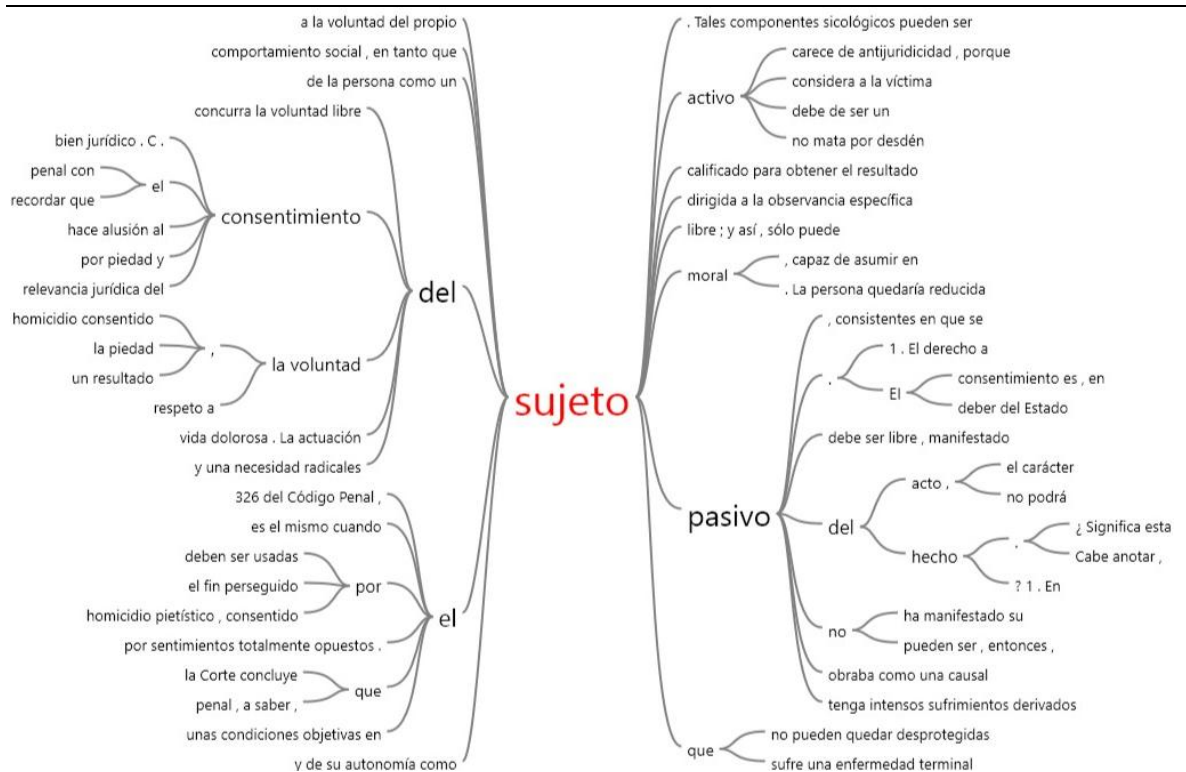 a la voluntad del propio
comportamiento social , en tanto que
de la persona como un
concurra la voluntad libre
bien jurídico . C .
penal con
recordar que
el
hace alusión al
por piedad y
relevancia jurídica del
consentimiento
homicidio consentido
la piedad
un resultado
,
respeto a
la voluntad
vida dolorosa . La actuación
y una necesidad radicales
del
326 del Código Penal ,
es el mismo cuando
deben ser usadas
el fin perseguido
homicidio pietístico , consentido
por
por sentimientos totalmente opuestos .
la Corte concluye
penal , a saber ,
que
unas condiciones objetivas en
el
y de su autonomía como
sujeto
. Tales componentes sicológicos pueden ser
activo
carece de antijuridicidad , porque
considera a la víctima
debe de ser un
no mata por desdén
calificado para obtener el resultado
dirigida a la observancia específica
libre ; y así , sólo puede
moral
, capaz de asumir en
. La persona quedaría reducida
pasivo
, consistentes en que se
.
1 . El derecho a
El
consentimiento es , en
deber del Estado
debe ser libre , manifestado
del
acto ,
el carácter
no podrá
hecho
.
¿ Significa esta
Cabe anotar ,
? 1 . En
no
ha manifestado su
pueden ser , entonces ,
obraba como una causal
tenga intensos sufrimientos derivados
que
no pueden quedar desprotegidas
sufre una enfermedad terminal